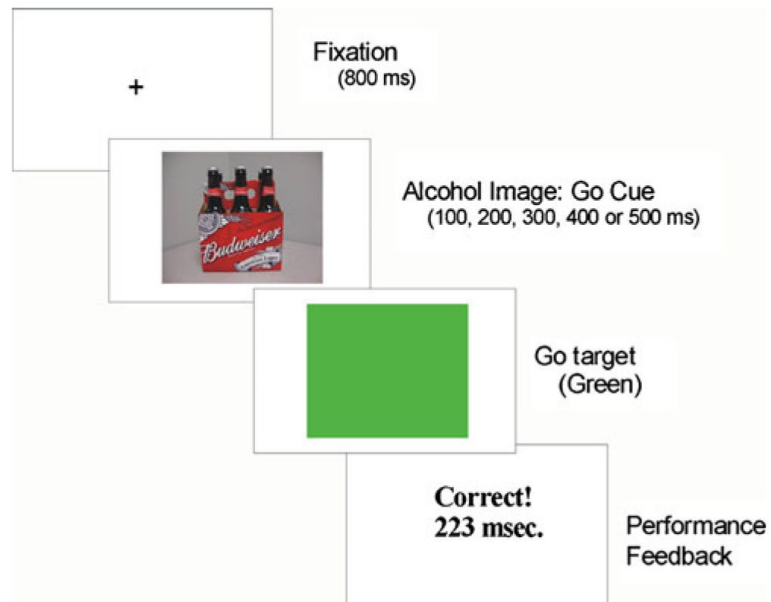 Fixation
(800 ms)
+
Budweiser
Alcohol Image: Go Cue
(100, 200, 300, 400 or 500 ms)
Go target
(Green)
Correct!
223 msec.
Performance
Feedback